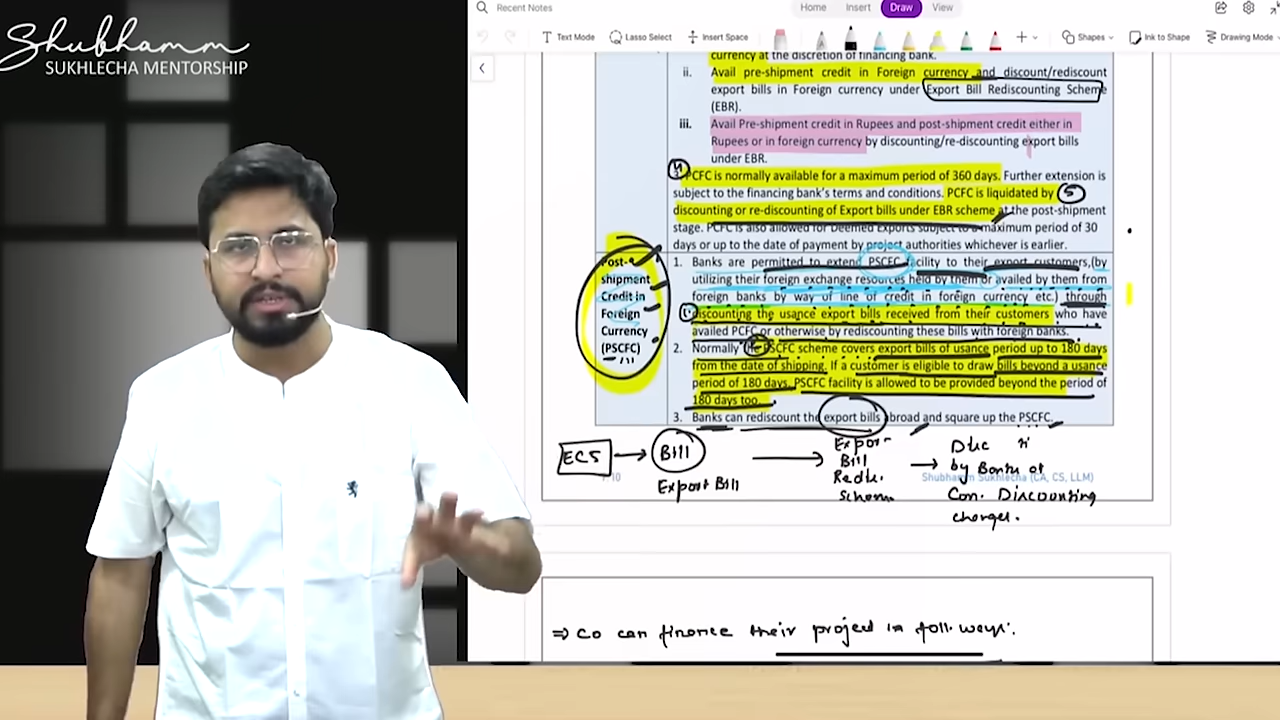 Shubhamm
SUKHLECHA MENTORSHIP
Recent Notes
Home Insert Draw View
Text Mode Lasso Select Insert Space Shapes Ink to Shape Drawing Mode
currency at the discretion of financing bank.
ii. Avail pre-shipment credit in Foreign currency and discount/rediscount
export bills in Foreign currency under Export Bill Rediscounting Scheme
(EBR).
iii. Avail Pre-shipment credit in Rupees and post-shipment credit either in
Rupees or in foreign currency by discounting/re-discounting export bills
under EBR.
4 PCFC is normally available for a maximum period of 360 days. Further extension is
subject to the financing bank's terms and conditions. PCFC is liquidated by 5
discounting or re-discounting of Export bills under EBR scheme at the post-shipment
stage. PCFC is also allowed for Deemed Exports subject to a maximum period of 30
days or up to the date of payment by project authorities whichever is earlier.
Post-
shipment
Credit in
Foreign
Currency
(PSCFC)
1. Banks are permitted to extend PSCFC facility to their export customers,(by
utilizing their foreign exchange resources held by them or availed by them from
foreign banks by way of line of credit in foreign currency etc.) through
discounting the usance export bills received from their customers who have
availed PCFC or otherwise by rediscounting these bills with foreign banks.
2. Normally the PSCFC scheme covers export bills of usance period up to 180 days
from the date of shipping. If a customer is eligible to draw bills beyond a usance
period of 180 days, PSCFC facility is allowed to be provided beyond the period of
180 days too.
3. Banks can rediscount the export bills abroad and square up the PSCFC.
Bill
Export Bill
Export
Bill
Redis.
Scheme
by Bank at
Con. Discounting
charges.
10
Shubhamm Sukhlecha (CA, CS, LLM)
⇒ Co can finance their project in foll. ways.